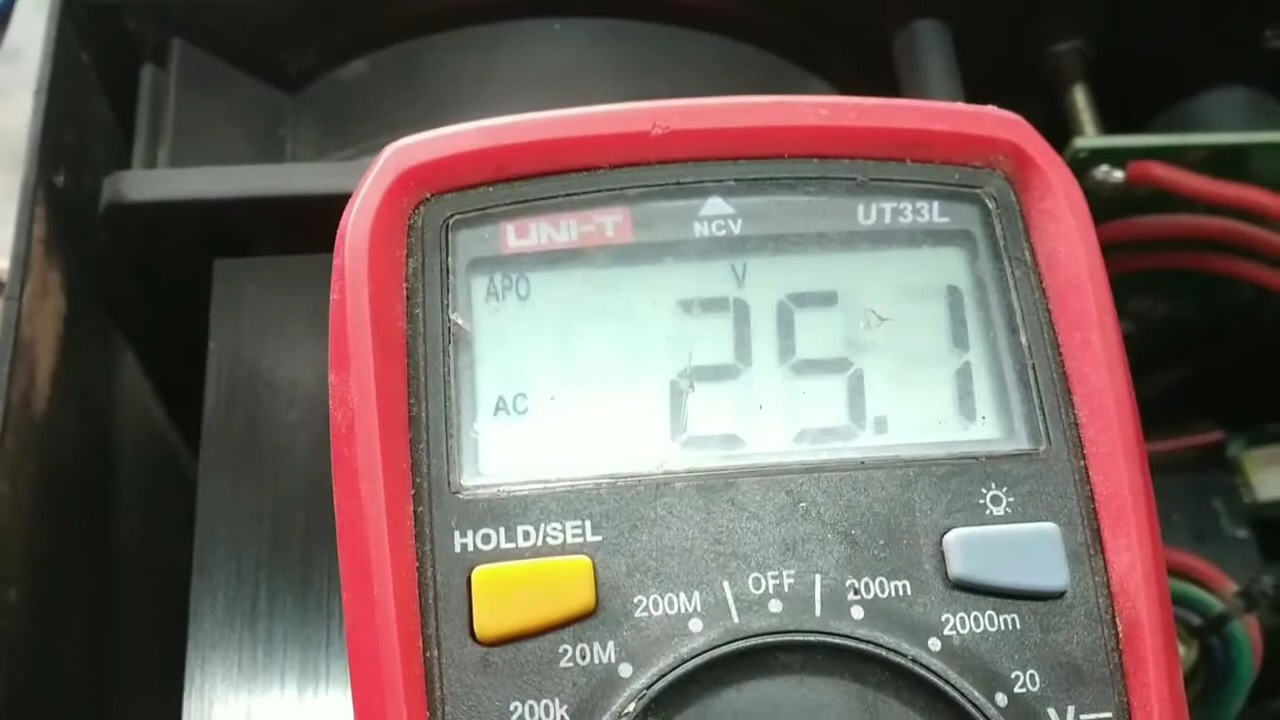 UNI-T NCV UT33L
APO V
25.1
AC
HOLD/SEL
200M OFF 200m
20M 2000m
200k 20
V